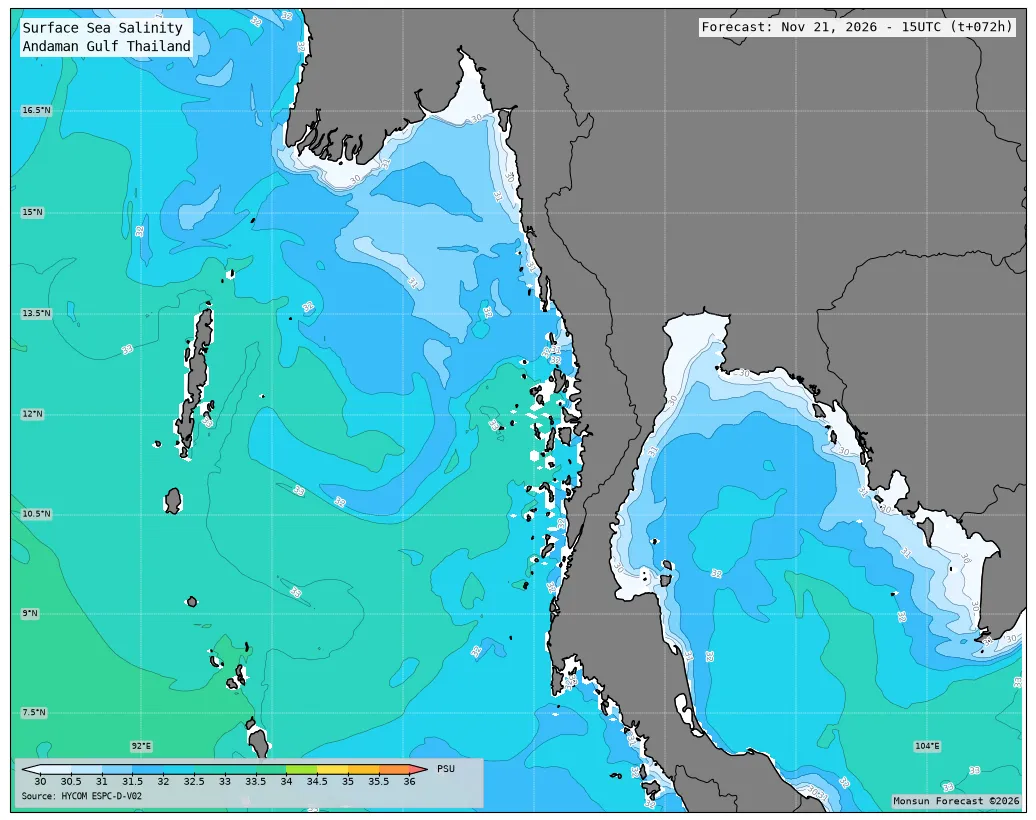 Surface Sea Salinity
Andaman Gulf Thailand
Forecast: Nov 21, 2026 - 15UTC (t+072h)
16.5°N
15°N
13.5°N
12°N
10.5°N
9°N
7.5°N
92°E
104°E
30 30.5 31 31.5 32 32.5 33 33.5 34 34.5 35 35.5 36 PSU
Source: HYCOM ESPC-D-V02
Monsun Forecast ©2026